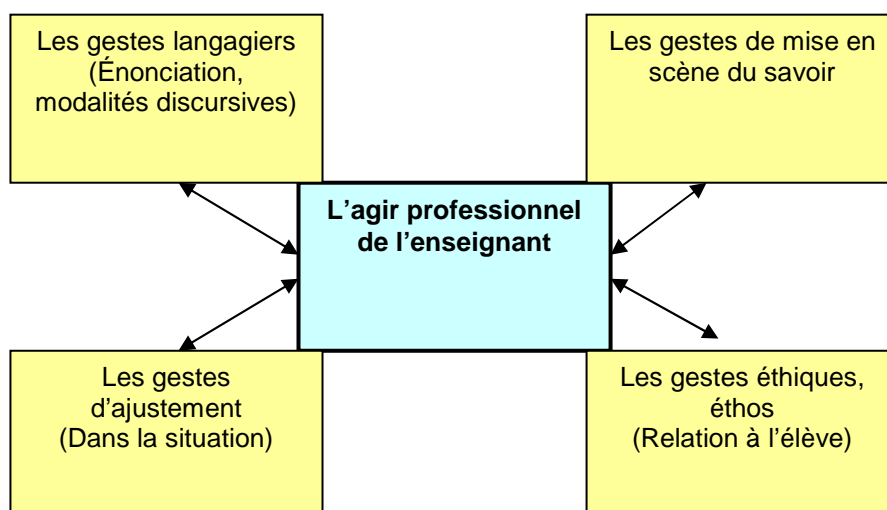 Les gestes langagiers
(Énonciation,
modalités discursives)
Les gestes de mise en
scène du savoir
L’agir professionnel
de l’enseignant
Les gestes
d’ajustement
(Dans la situation)
Les gestes éthiques,
éthos
(Relation à l’élève)